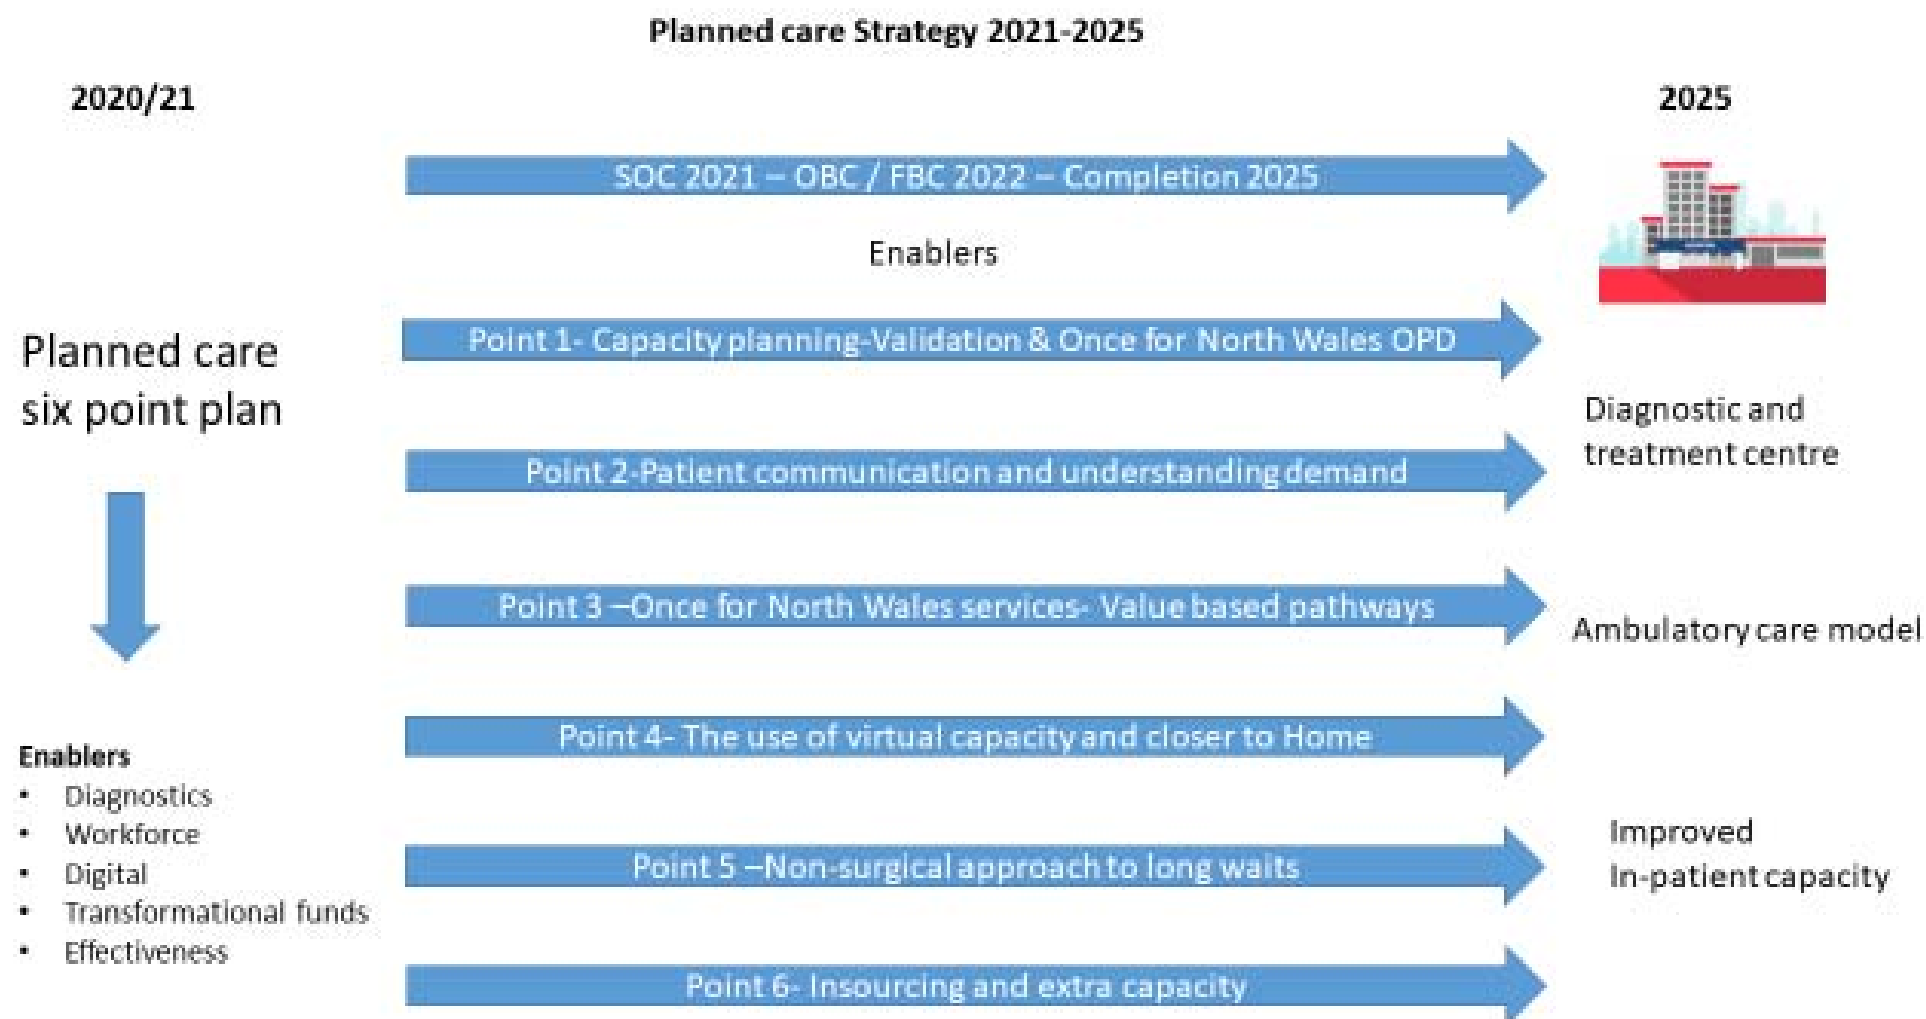 Planned care Strategy 2021-2025
2020/21
2025
SOC 2021 – OBC / FBC 2022 – Completion 2025
Enablers
Point 1- Capacity planning-Validation & Once for North Wales OPD
Planned care
six point plan
Diagnostic and
treatment centre
Point 2-Patient communication and understanding demand
Point 3 –Once for North Wales services- Value based pathways
Ambulatory care model
Point 4- The use of virtual capacity and closer to Home
Enablers
• Diagnostics
• Workforce
• Digital
• Transformational funds
• Effectiveness
Point 5 –Non-surgical approach to long waits
Improved
In-patient capacity
Point 6- Insourcing and extra capacity